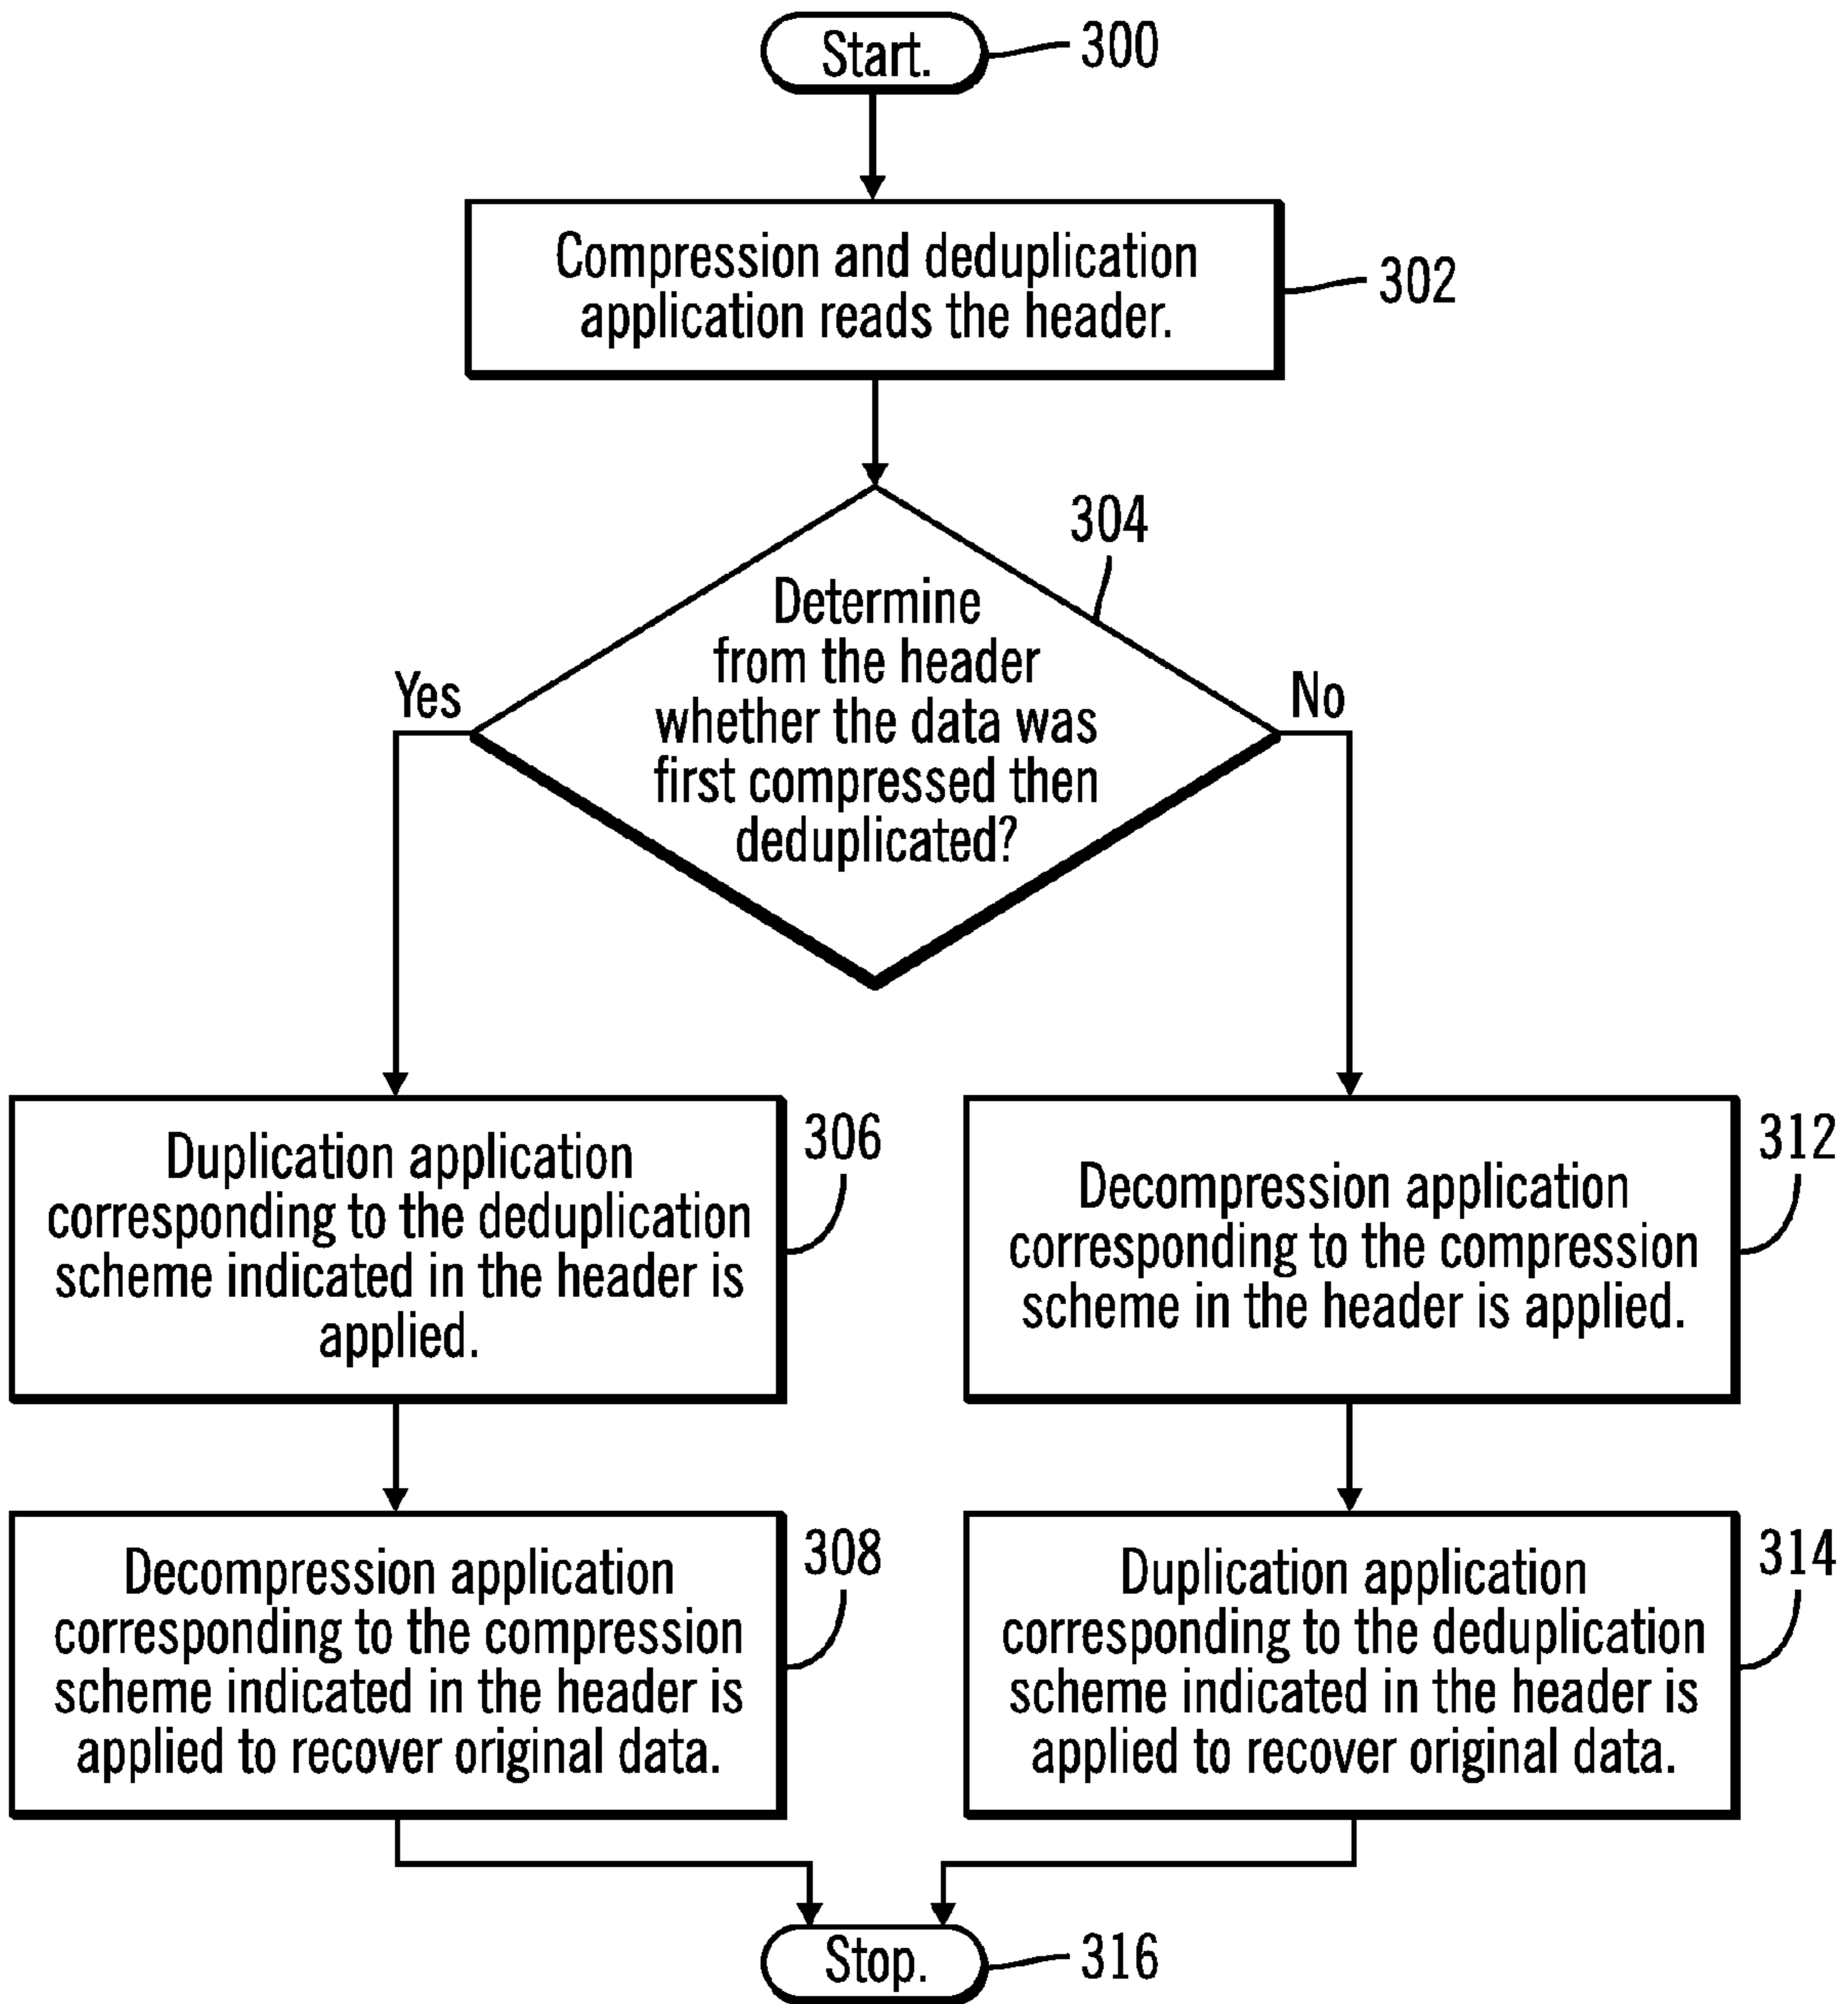 Start.
300
Compression and deduplication
application reads the header.
302
304
Determine
from the header
whether the data was
first compressed then
deduplicated?
Yes
No
Duplication application
corresponding to the deduplication
scheme indicated in the header is
applied.
306
Decompression application
corresponding to the compression
scheme in the header is applied.
312
Decompression application
corresponding to the compression
scheme indicated in the header is
applied to recover original data.
308
Duplication application
corresponding to the deduplication
scheme indicated in the header is
applied to recover original data.
314
Stop.
316